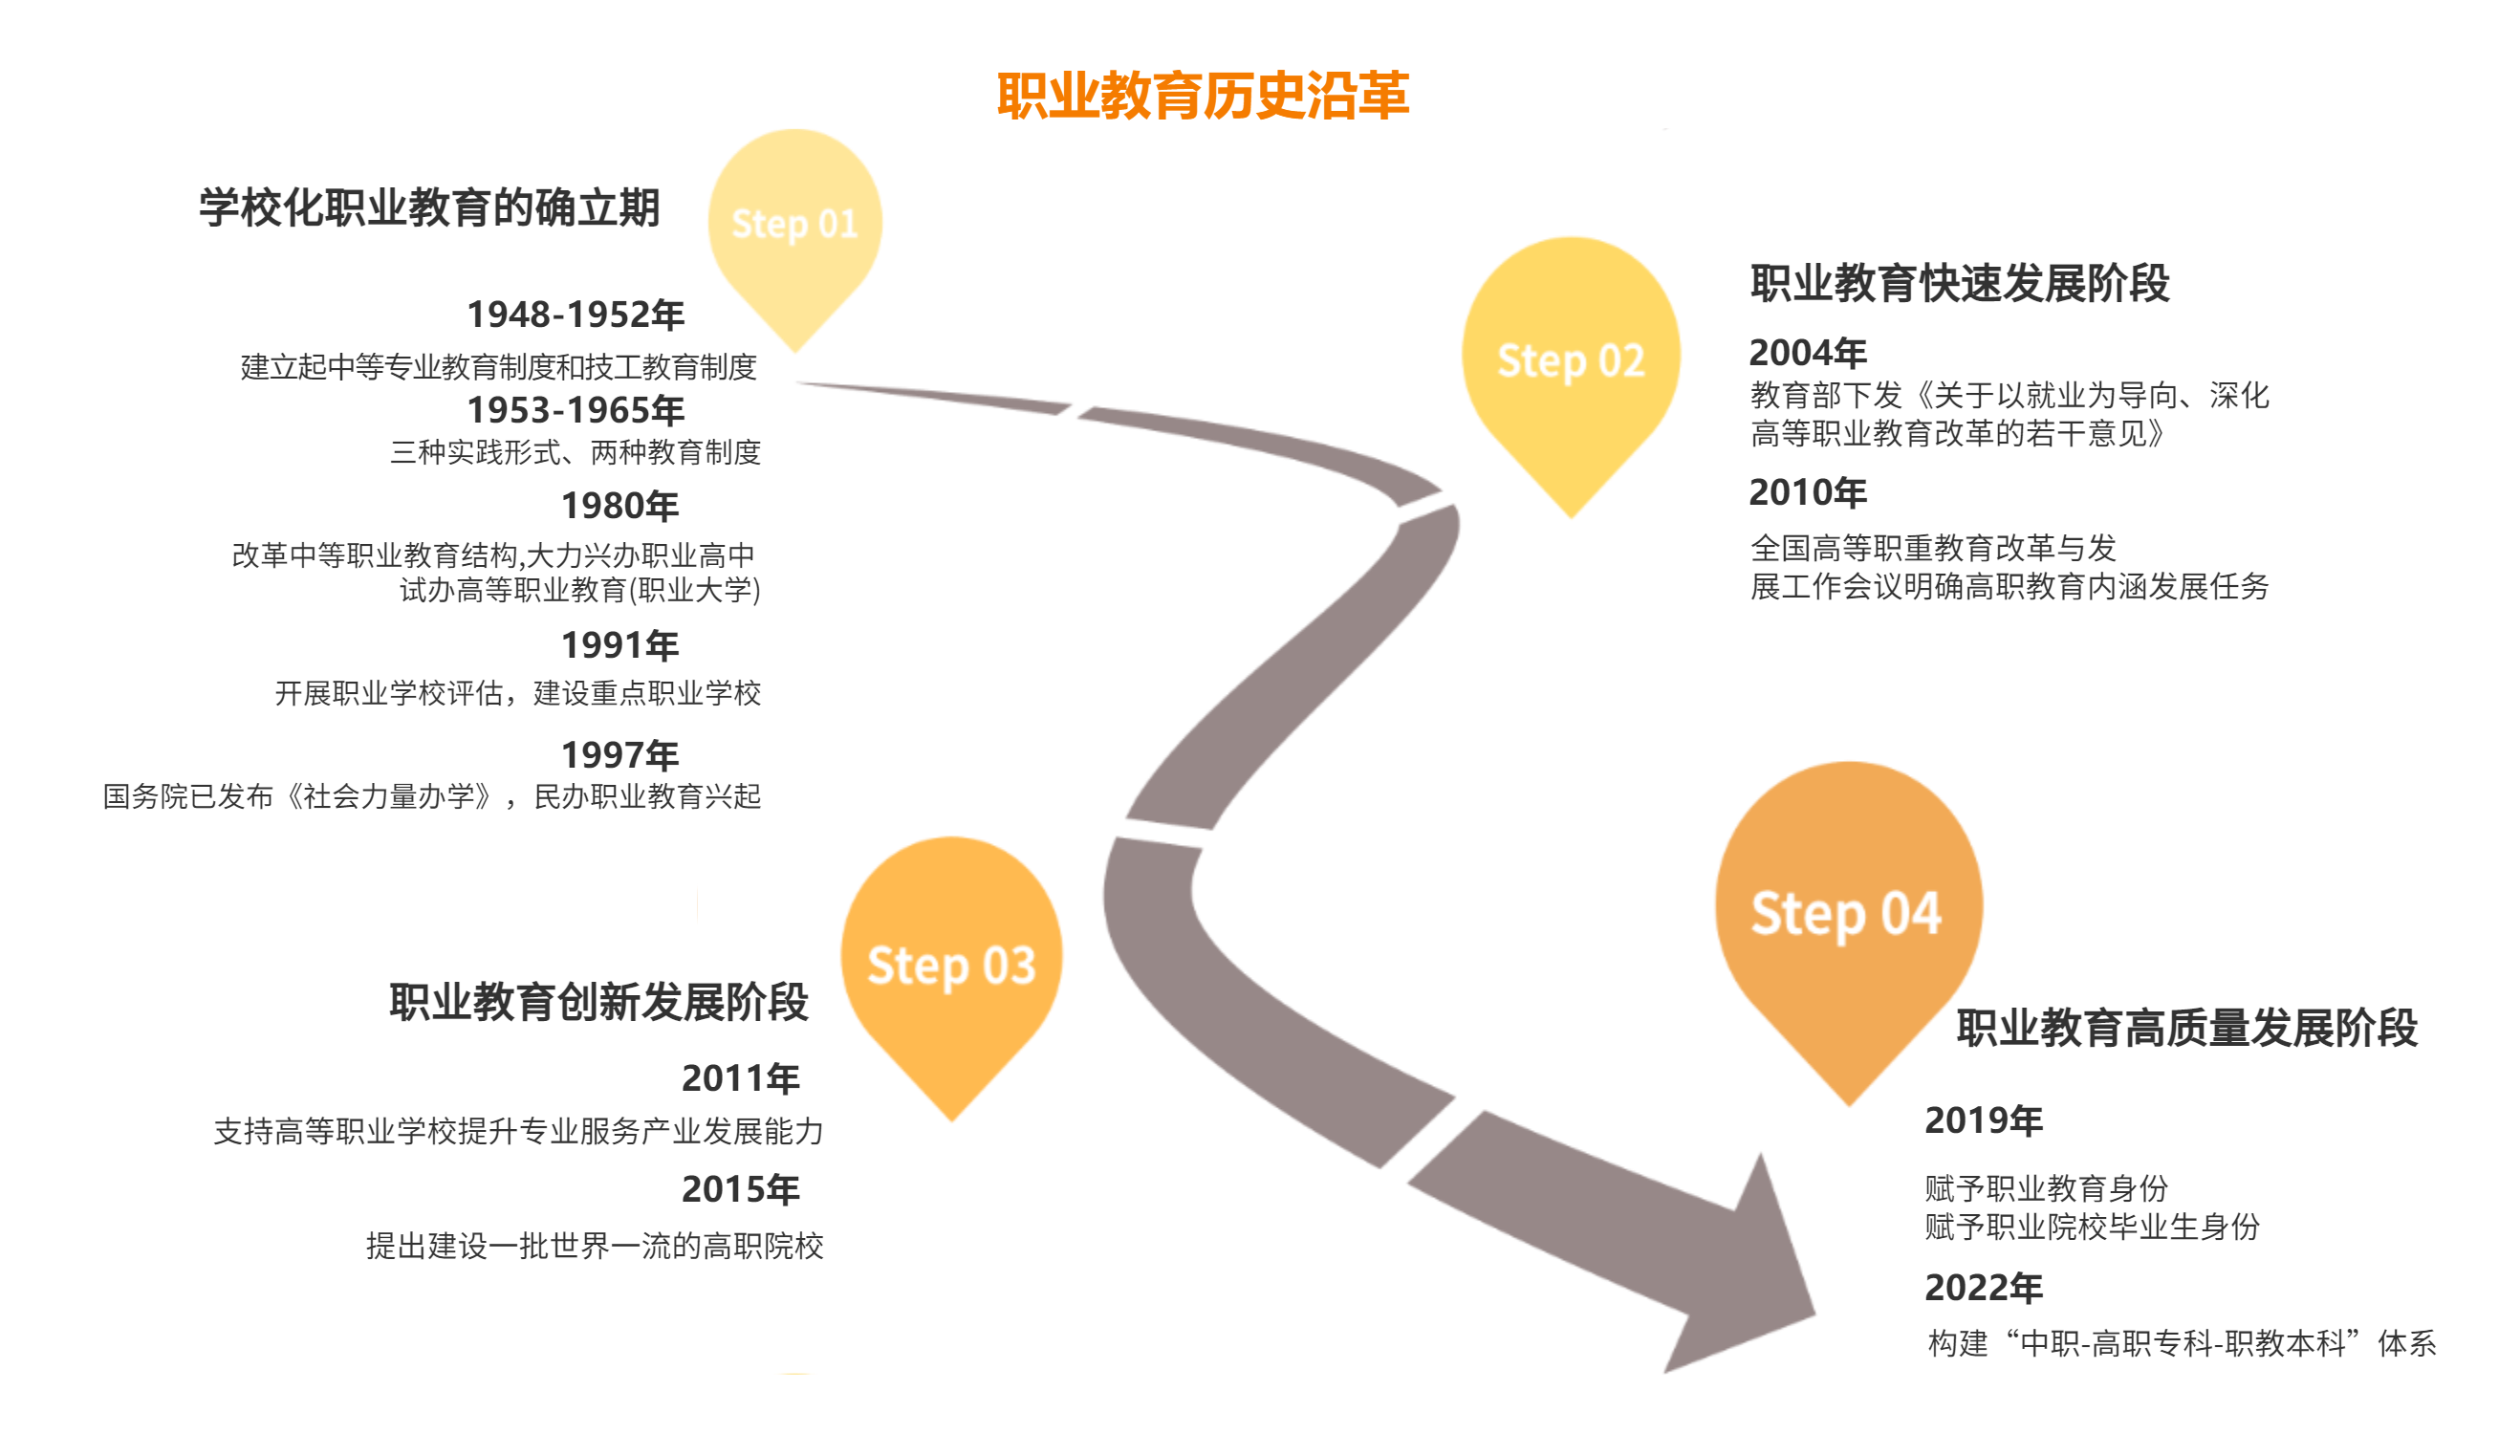 职业教育历史沿革
Step 01
学校化职业教育的确立期
1948-1952年
建立起中等专业教育制度和技工教育制度
1953-1965年
三种实践形式、两种教育制度
1980年
改革中等职业教育结构,大力兴办职业高中
试办高等职业教育(职业大学)
1991年
开展职业学校评估，建设重点职业学校
1997年
国务院已发布《社会力量办学》，民办职业教育兴起
Step 02
职业教育快速发展阶段
2004年
教育部下发《关于以就业为导向、深化
高等职业教育改革的若干意见》
2010年
全国高等职重教育改革与发
展工作会议明确高职教育内涵发展任务
Step 03
职业教育创新发展阶段
2011年
支持高等职业学校提升专业服务产业发展能力
2015年
提出建设一批世界一流的高职院校
Step 04
职业教育高质量发展阶段
2019年
赋予职业教育身份
赋予职业院校毕业生身份
2022年
构建“中职-高职专科-职教本科”体系